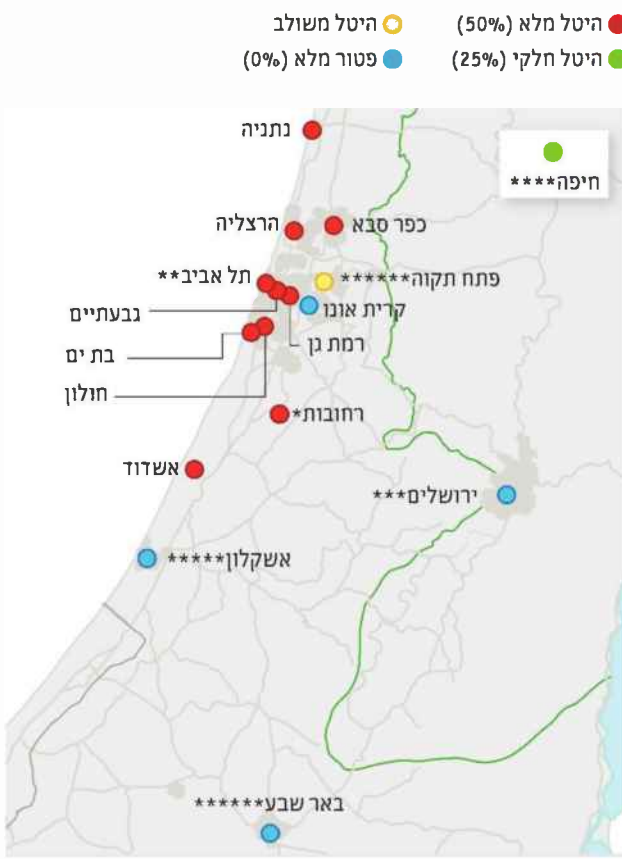 היטל מלא (50%)
היטל משולב
היטל חלקי (25%)
פטור מלא (0%)
נתניה
חיפה****
כפר סבא
הרצליה
פתח תקוה******
תל אביב**
קרית אונו
גבעתיים
רמת גן
בת ים
חולון
רחובות*
אשדוד
ירושלים***
אשקלון*****
באר שבע******